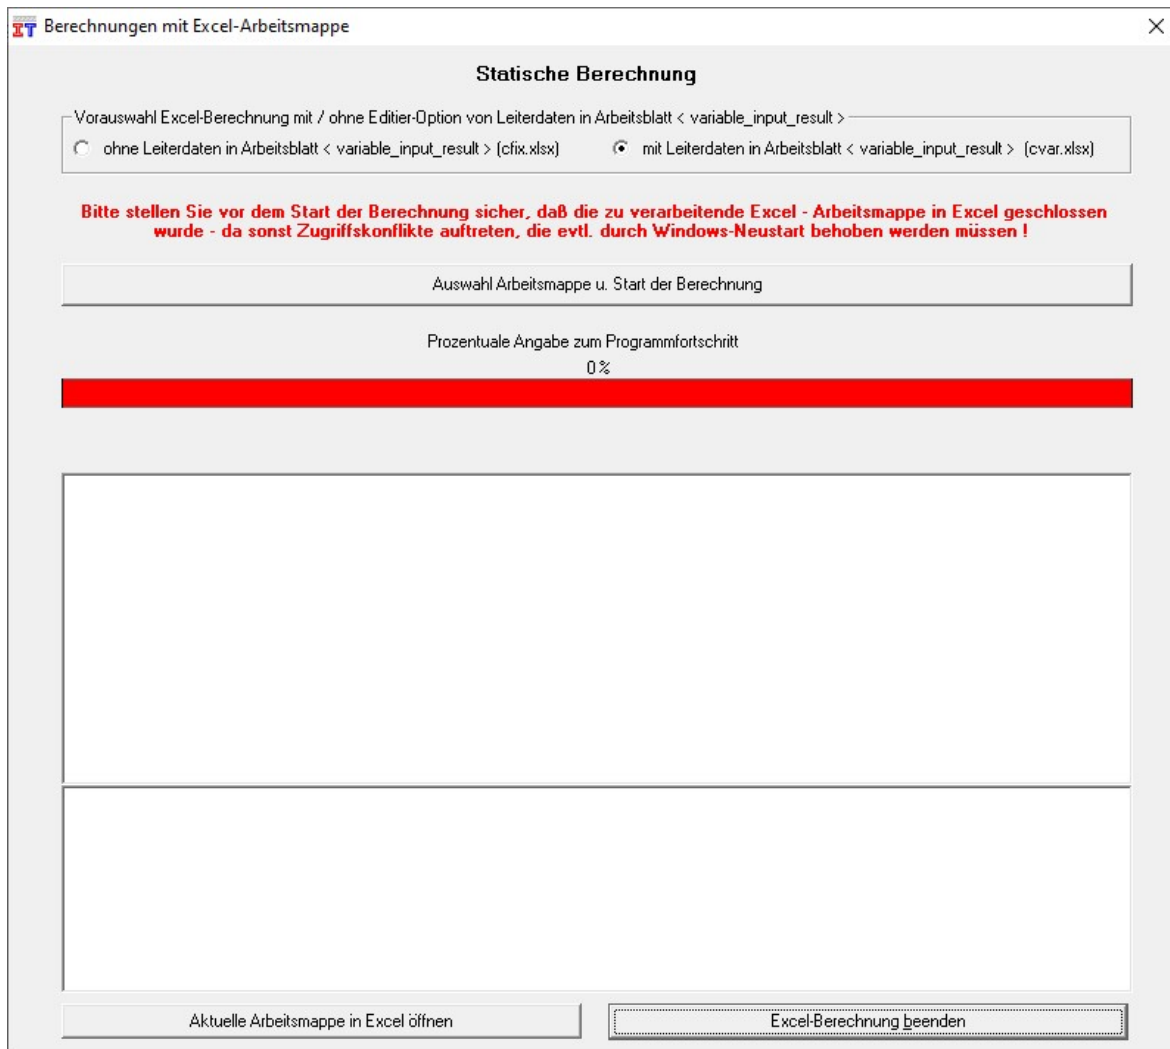 IT Berechnungen mit Excel-Arbeitsmappe
Statische Berechnung
Vorauswahl Excel-Berechnung mit / ohne Editier-Option von Leiterdaten in Arbeitsblatt < variable_input_result >
ohne Leiterdaten in Arbeitsblatt < variable_input_result > (cfix.xlsx) mit Leiterdaten in Arbeitsblatt < variable_input_result > (cvar.xlsx)
Bitte stellen Sie vor dem Start der Berechnung sicher, daß die zu verarbeitende Excel - Arbeitsmappe in Excel geschlossen
wurde - da sonst Zugriffskonflikte auftreten, die evtl. durch Windows-Neustart behoben werden müssen !
Auswahl Arbeitsmappe u. Start der Berechnung
Prozentuale Angabe zum Programmfortschritt
0 %
Aktuelle Arbeitsmappe in Excel öffnen Excel-Berechnung beenden